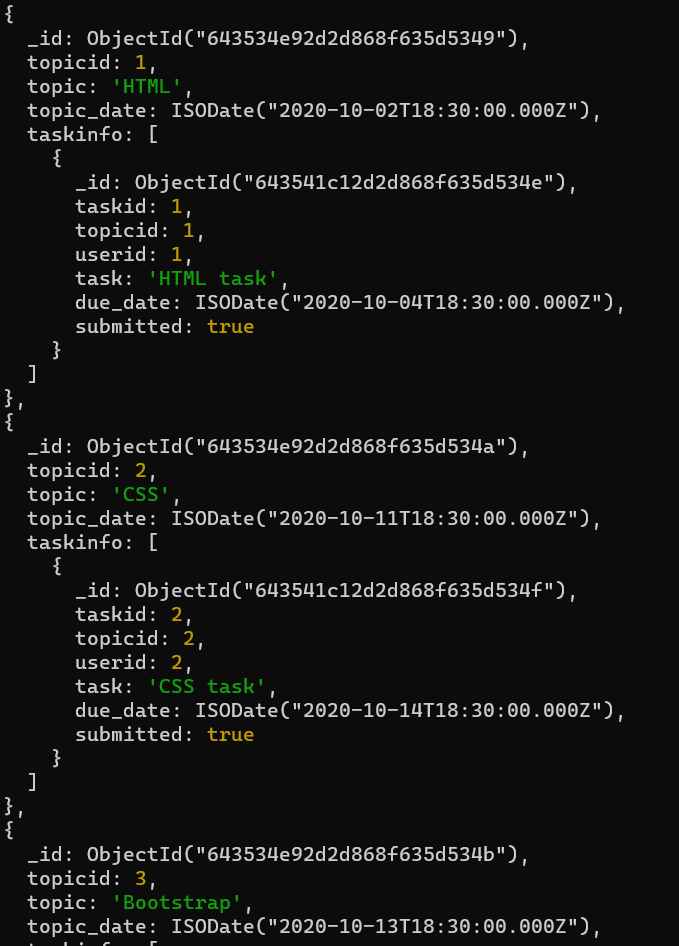 {
  _id: ObjectId("643534e92d2d868f635d5349"),
  topicid: 1,
  topic: 'HTML',
  topic_date: ISODate("2020-10-02T18:30:00.000Z"),
  taskinfo: [
    {
      _id: ObjectId("643541c12d2d868f635d534e"),
      taskid: 1,
      topicid: 1,
      userid: 1,
      task: 'HTML task',
      due_date: ISODate("2020-10-04T18:30:00.000Z"),
      submitted: true
    }
  ]
},
{
  _id: ObjectId("643534e92d2d868f635d534a"),
  topicid: 2,
  topic: 'CSS',
  topic_date: ISODate("2020-10-11T18:30:00.000Z"),
  taskinfo: [
    {
      _id: ObjectId("643541c12d2d868f635d534f"),
      taskid: 2,
      topicid: 2,
      userid: 2,
      task: 'CSS task',
      due_date: ISODate("2020-10-14T18:30:00.000Z"),
      submitted: true
    }
  ]
},
{
  _id: ObjectId("643534e92d2d868f635d534b"),
  topicid: 3,
  topic: 'Bootstrap',
  topic_date: ISODate("2020-10-13T18:30:00.000Z"),